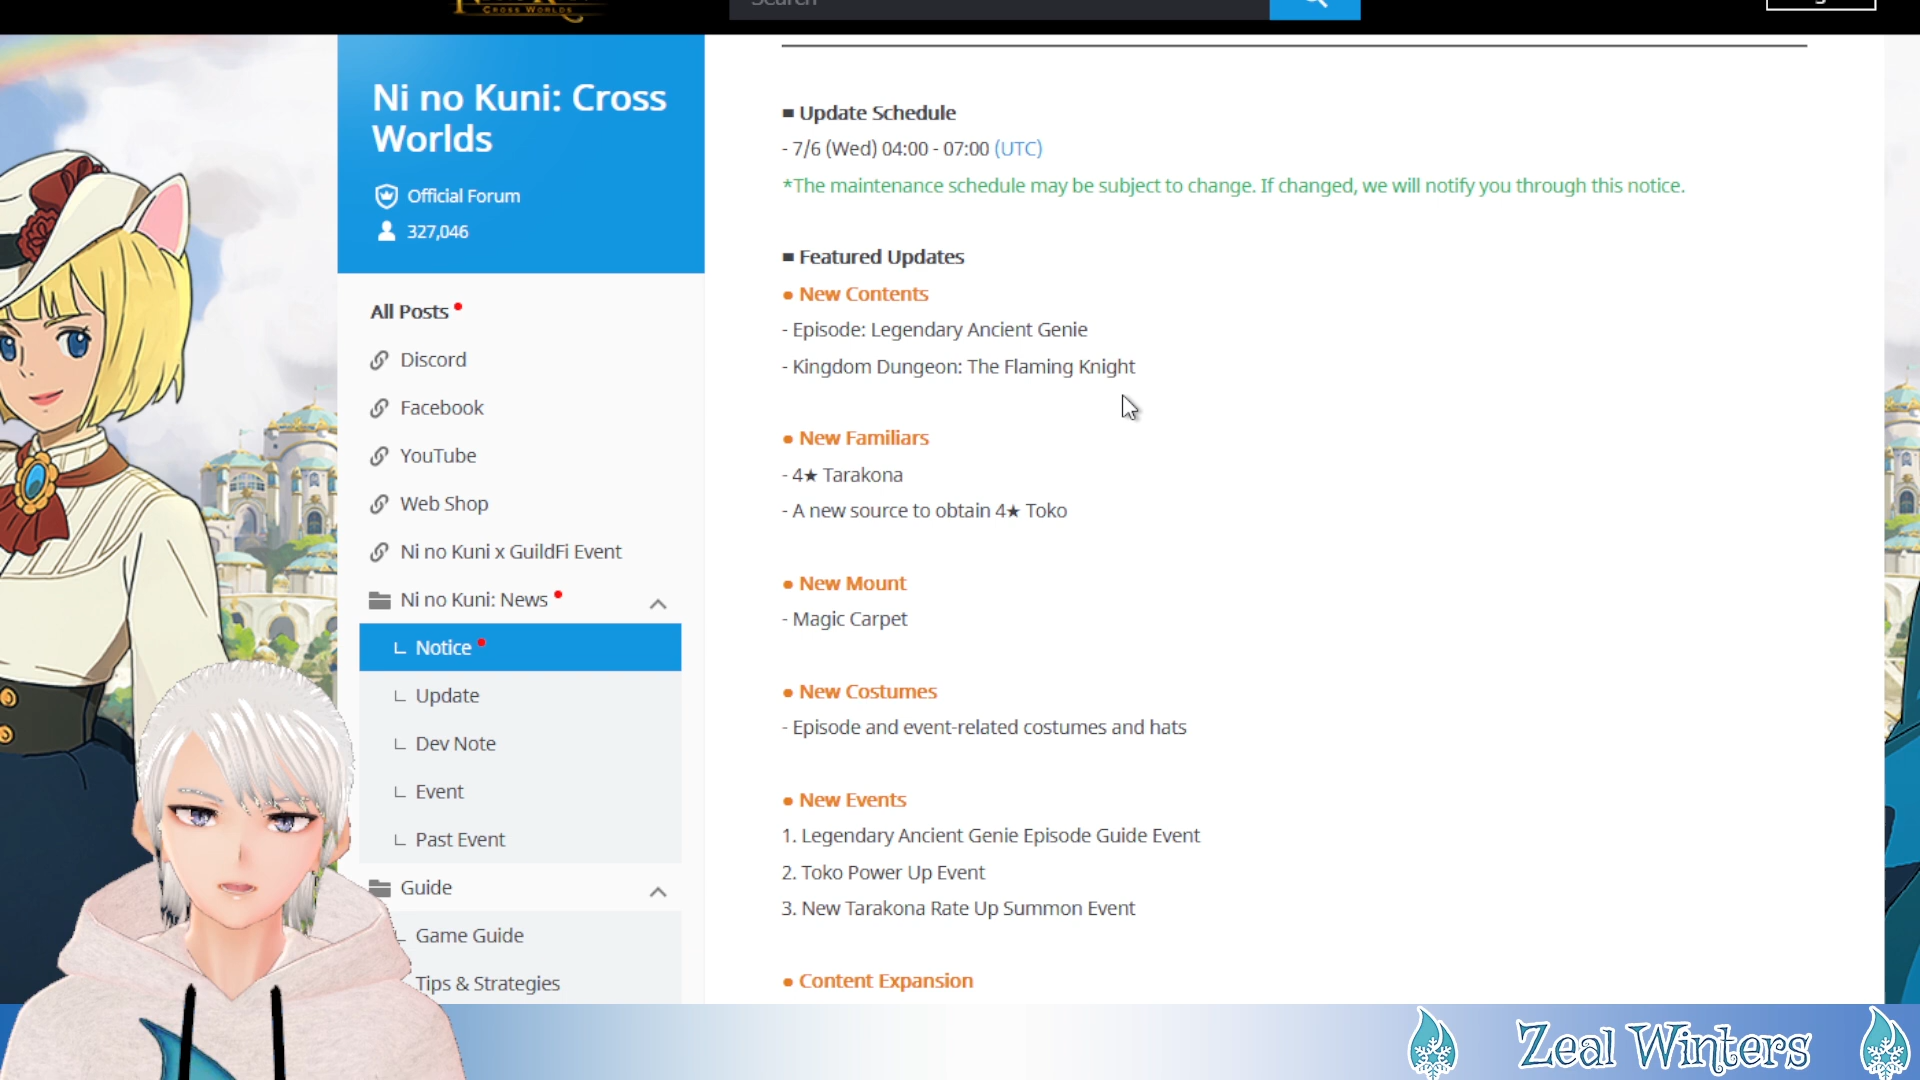 CROSS WORLDS
Search
Ni no Kuni: Cross
Worlds
Official Forum
327,046
All Posts
Discord
Facebook
YouTube
Web Shop
Ni no Kuni x GuildFi Event
Ni no Kuni: News
Notice
Update
Dev Note
Event
Past Event
Guide
Game Guide
Tips & Strategies
■ Update Schedule
- 7/6 (Wed) 04:00 - 07:00 (UTC)
*The maintenance schedule may be subject to change. If changed, we will notify you through this notice.
■ Featured Updates
● New Contents
- Episode: Legendary Ancient Genie
- Kingdom Dungeon: The Flaming Knight
● New Familiars
- 4★ Tarakona
- A new source to obtain 4★ Toko
● New Mount
- Magic Carpet
● New Costumes
- Episode and event-related costumes and hats
● New Events
1. Legendary Ancient Genie Episode Guide Event
2. Toko Power Up Event
3. New Tarakona Rate Up Summon Event
● Content Expansion
Zeal Winters